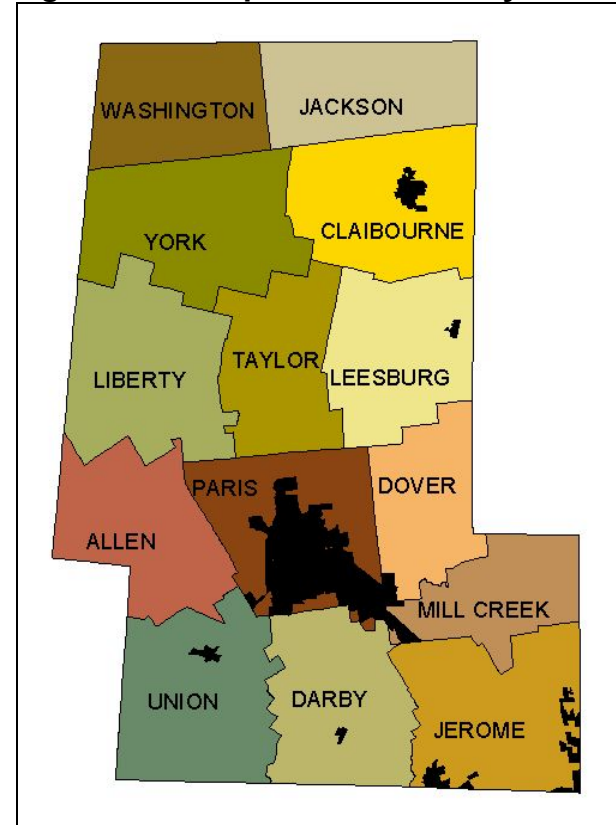 WASHINGTON
JACKSON
YORK
CLAIBOURNE
LIBERTY
TAYLOR
LEESBURG
PARIS
DOVER
ALLEN
MILL CREEK
UNION
DARBY
JEROME